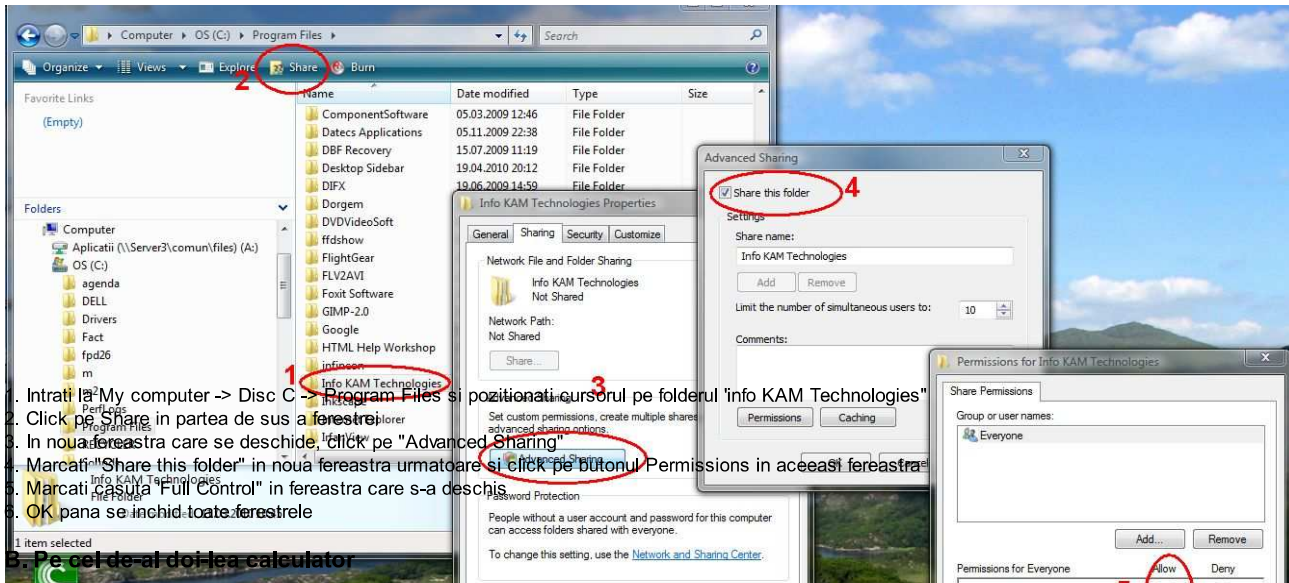 Computer ▸ OS (C:) ▸ Program Files ▸
Search
Organize Views Explore Share Burn
2
Favorite Links
(Empty)
Folders
Computer
Aplicatii (\\Server3\comun\files) (A:)
OS (C:)
agenda
DELL
Drivers
Fact
fpd26
m
m2
PerfLogs
Program Files
Name Date modified Type Size
ComponentSoftware 05.03.2009 12:46 File Folder
Datecs Applications 05.11.2009 22:38 File Folder
DBF Recovery 15.07.2009 11:19 File Folder
Desktop Sidebar 19.04.2010 20:12 File Folder
DIFX 19.06.2009 14:59 File Folder
Dorgem
DVDVideoSoft
ffdshow
FlightGear
FLV2AVI
Foxit Software
GIMP-2.0
Google
HTML Help Workshop
infineon
1
Info KAM Technologies
Inkscape
Internet Explorer
IrfanView
Info KAM Technologies
File Folder
1 item selected
Info KAM Technologies Properties
General Sharing Security Customize
Network File and Folder Sharing
Info KAM Technologies
Not Shared
Network Path:
Not Shared
Share...
3
Advanced Sharing
Set custom permissions, create multiple shares
advanced sharing options.
Advanced Sharing...
Password Protection
People without a user account and password for this computer
can access folders shared with everyone.
To change this setting, use the Network and Sharing Center.
Advanced Sharing
Share this folder
4
Settings
Share name:
Info KAM Technologies
Add Remove
Limit the number of simultaneous users to: 10
Comments:
Permissions Caching
OK Cancel
Permissions for Info KAM Technologies
Share Permissions
Group or user names:
Everyone
Add... Remove
Permissions for Everyone Allow Deny
1. Intrati la My computer -> Disc C -> Program Files si pozitionati cursorul pe folderul "info KAM Technologies"
2. Click pe Share in partea de sus a ferestrei
3. In noua fereastra care se deschide, click pe "Advanced Sharing"
4. Marcati "Share this folder" in noua fereastra urmatoare si click pe butonul Permissions in aceeasi fereastra
5. Marcati casuta "Full Control" in fereastra care s-a deschis
6. OK pana se inchid toate ferestrele
B. Pe cel de-al doi-lea calculator